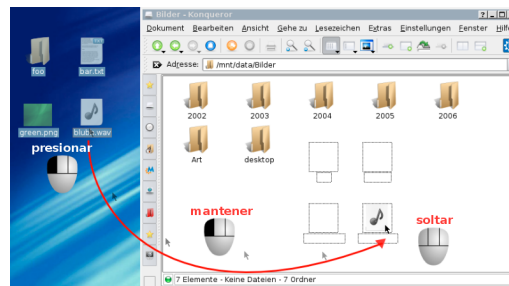 Bilder - Konqueror
Dokument Bearbeiten Ansicht Gehe zu Lesezeichen Extras Einstellungen Fenster Hilf
Adresse: /mnt/data/Bilder
foo
bar.txt
green.png
blubb.wav
presionar
2002
2003
2004
2005
2006
Art
desktop
mantener
soltar
7 Elemente - Keine Dateien - 7 Ordner